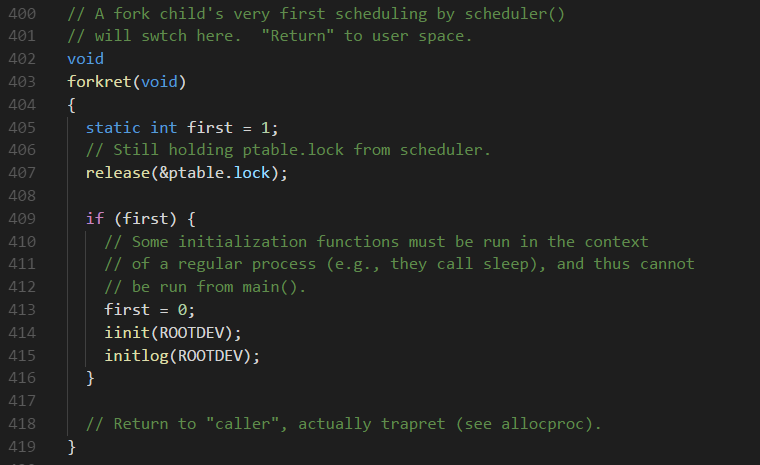 400 // A fork child's very first scheduling by scheduler()
401 // will swtch here.  "Return" to user space.
402 void
403 forkret(void)
404 {
405   static int first = 1;
406   // Still holding ptable.lock from scheduler.
407   release(&ptable.lock);
408
409   if (first) {
410     // Some initialization functions must be run in the context
411     // of a regular process (e.g., they call sleep), and thus cannot
412     // be run from main().
413     first = 0;
414     iinit(ROOTDEV);
415     initlog(ROOTDEV);
416   }
417
418   // Return to "caller", actually trapret (see allocproc).
419 }